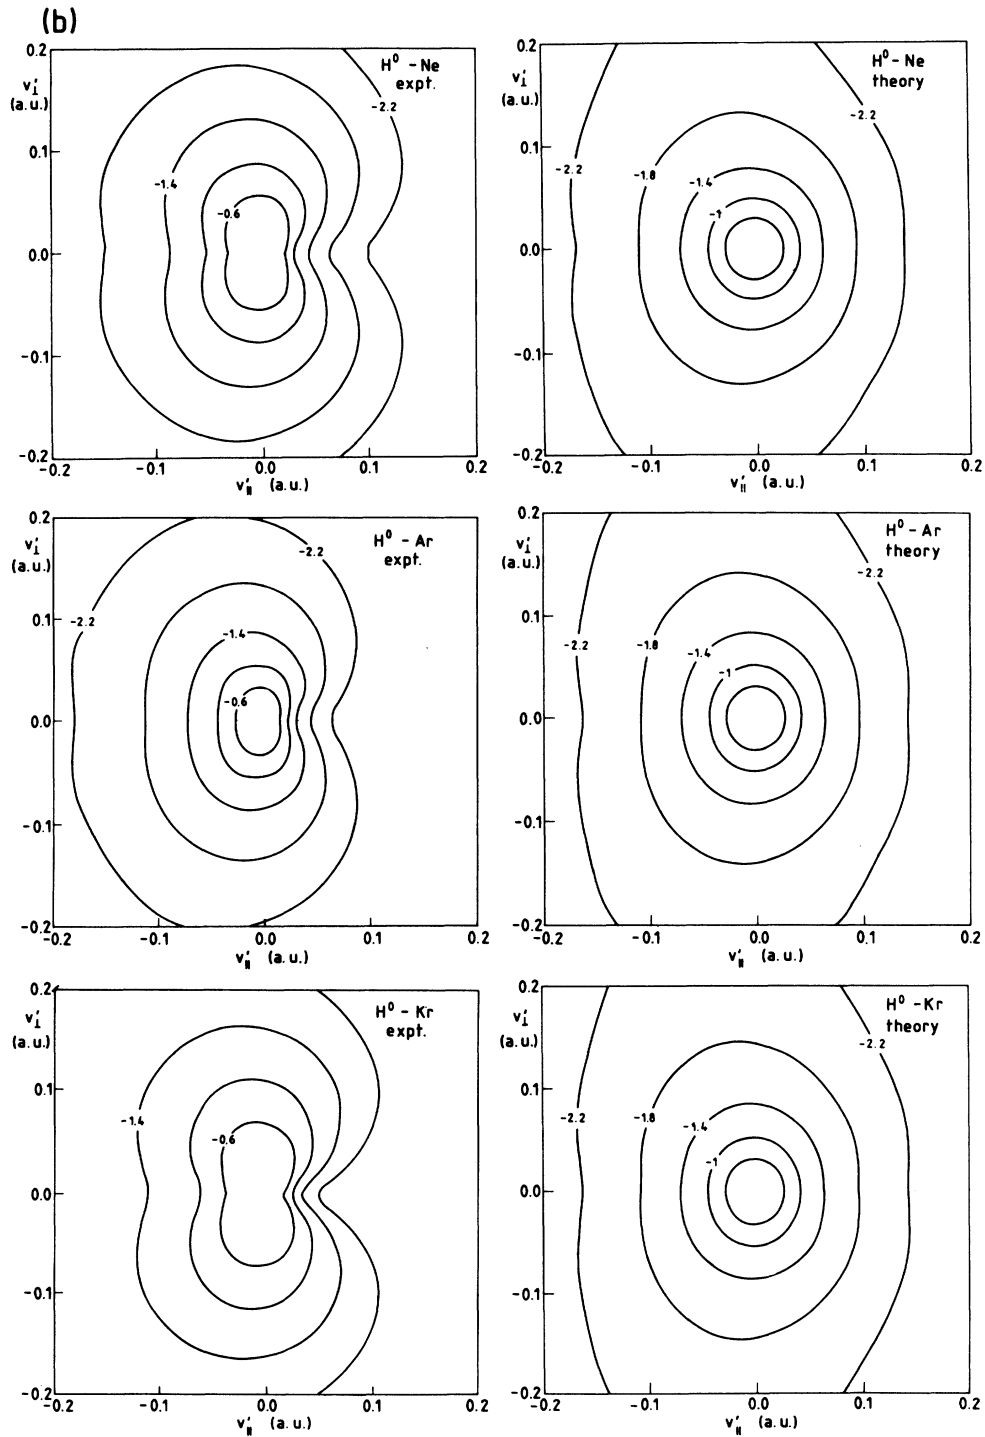 (b)
H⁰ - Ne
expt.
v'⊥
(a.u.)
0.2
0.1
0.0
-0.1
-0.2
-2.2
-1.4
-0.6
-0.2
-0.1
0.0
0.1
0.2
v'∥ (a.u.)
H⁰ - Ne
theory
v'⊥
(a.u.)
0.2
0.1
0.0
-0.1
-0.2
-2.2
-2.2
-1.8
-1.4
-1
-0.2
-0.1
0.0
0.1
0.2
v'∥ (a.u.)
H⁰ - Ar
expt.
v'⊥
(a.u.)
0.2
0.1
0.0
-0.1
-0.2
-2.2
-2.2
-1.4
-0.6
-0.2
-0.1
0.0
0.1
0.2
v'∥ (a.u.)
H⁰ - Ar
theory
v'⊥
(a.u.)
0.2
0.1
0.0
-0.1
-0.2
-2.2
-2.2
-1.8
-1.4
-1
-0.2
-0.1
0.0
0.1
0.2
v'∥ (a.u.)
H⁰ - Kr
expt.
v'⊥
(a.u.)
0.2
0.1
0.0
-0.1
-0.2
-1.4
-0.6
-0.2
-0.1
0.0
0.1
0.2
v'∥ (a.u.)
H⁰ - Kr
theory
v'⊥
(a.u.)
0.2
0.1
0.0
-0.1
-0.2
-2.2
-2.2
-1.8
-1.4
-1
-0.2
-0.1
0.0
0.1
0.2
v'∥ (a.u.)